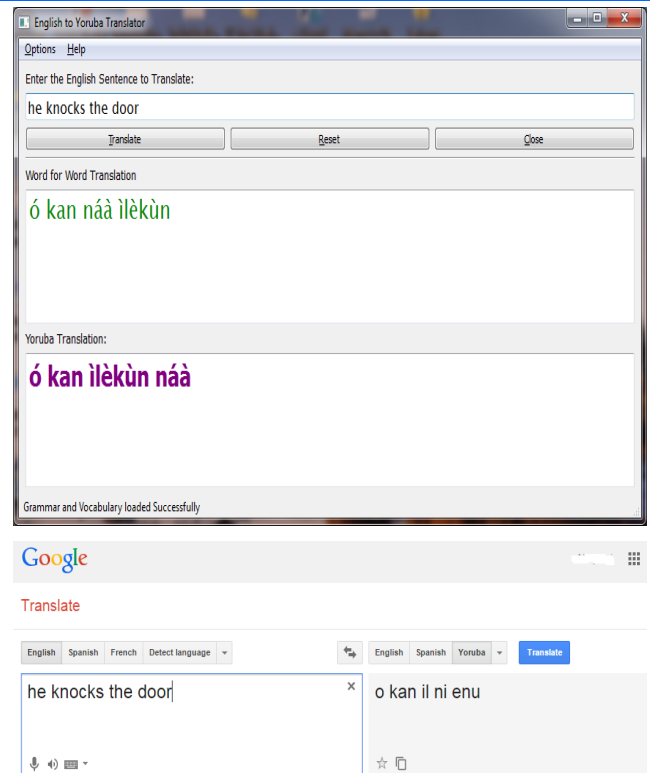 English to Yoruba Translator
Options Help
Enter the English Sentence to Translate:
he knocks the door
Translate Reset Close
Word for Word Translation
ó kan náà ìlèkùn
Yoruba Translation:
ó kan ìlèkùn náà
Grammar and Vocabulary loaded Successfully
Google
Translate
English Spanish French Detect language English Spanish Yoruba Translate
he knocks the door o kan il ni enu